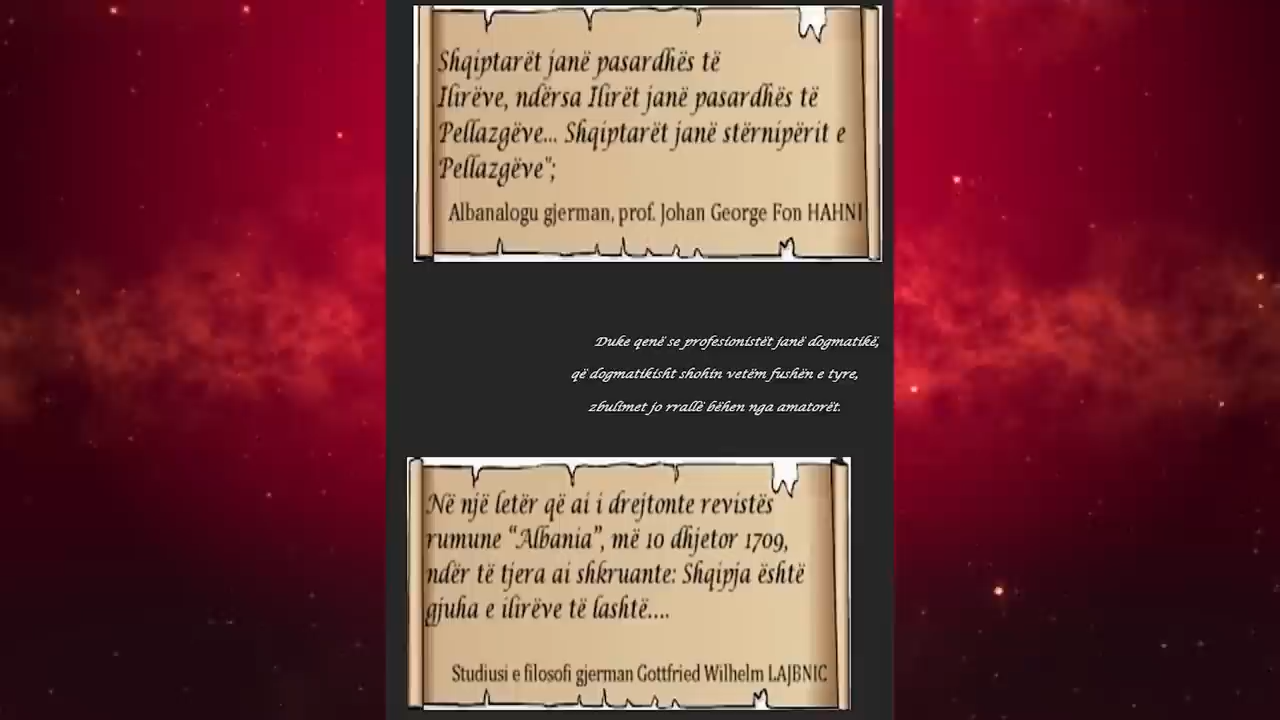 Shqiptarët janë pasardhës të
Ilirëve, ndërsa Ilirët janë pasardhës të
Pellazgëve... Shqiptarët janë stërnipërit e
Pellazgëve";
Albanalogu gjerman, prof. Johan George Fon HAHNI
Duke qenë se profesionistët janë dogmatikë,
që dogmatikisht shohin vetëm fushën e tyre,
zbulimet jo rrallë bëhen nga amatorët.
Në një letër që ai i drejtonte revistës
rumune “Albania”, më 10 dhjetor 1709,
ndër të tjera ai shkruante: Shqipja është
gjuha e ilirëve të lashtë....
Studiusi e filosofi gjerman Gottfried Wilhelm LAJBNIC